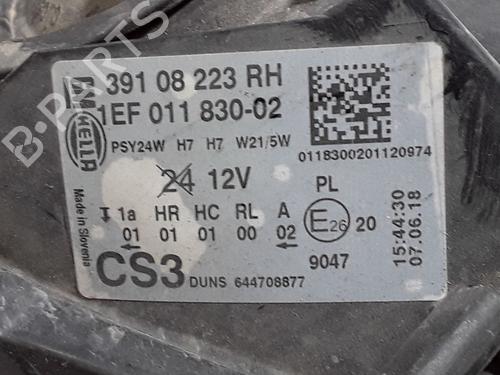 B-PARTS
GM 39 08 223 RH
HELLA 1EF 011 830-02
PSY24W H7 H7 W21/5W
0118300201120974
24 12V PL
1a HR HC RL A
01 01 01 00 02 E26 20
9047
CS3 DUNS 644708877
Made in Slovenia
15:44:30
07.06.18